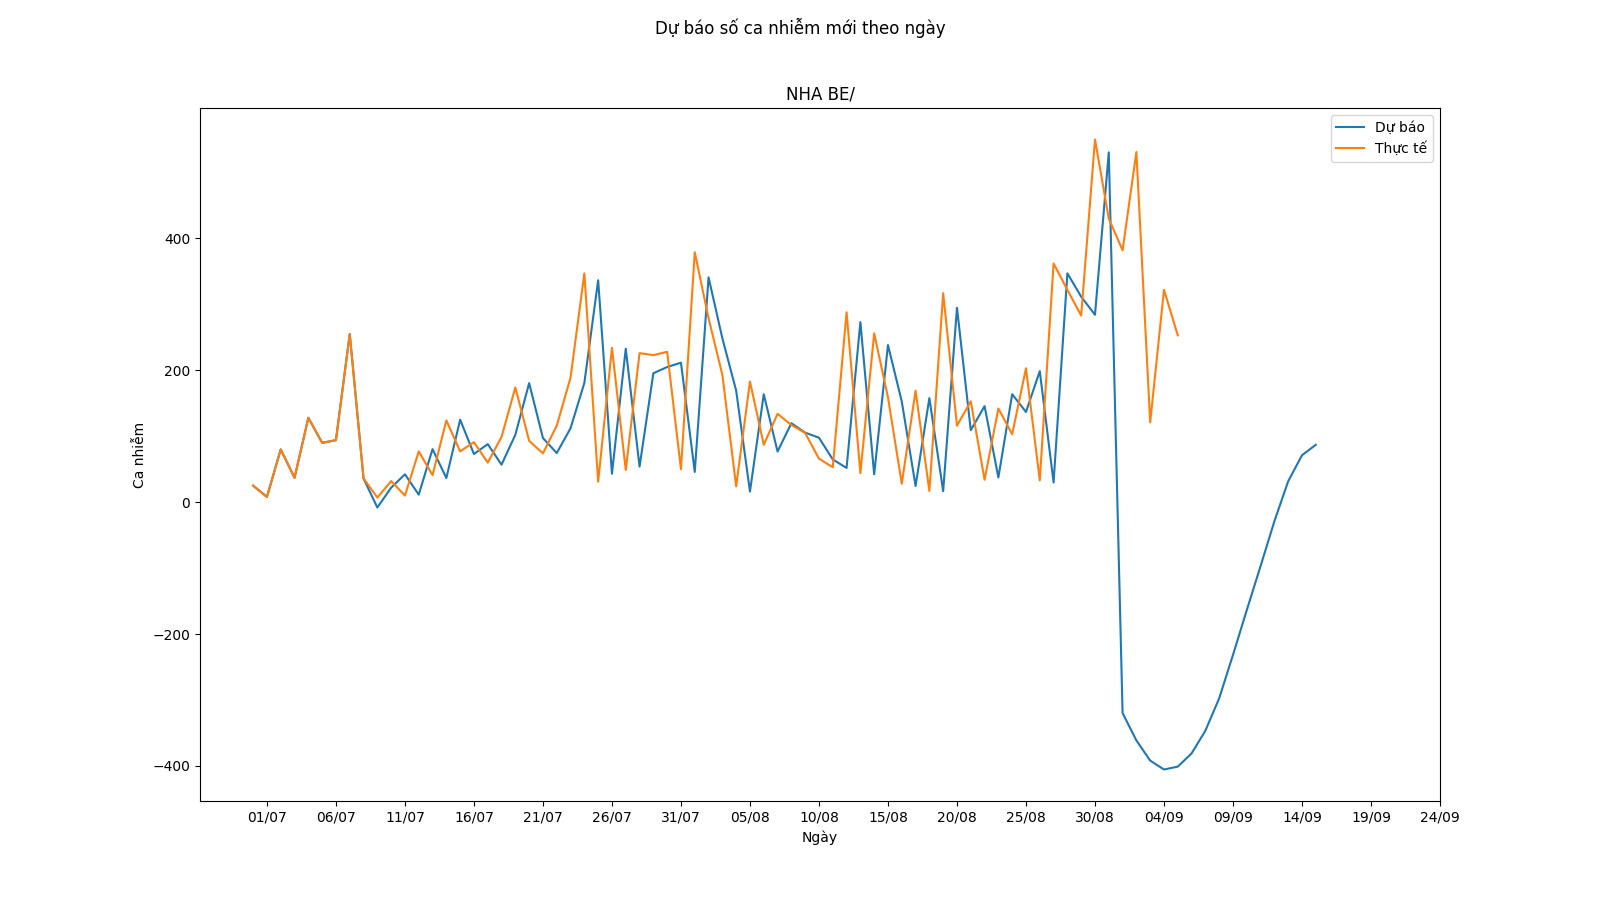 Dự báo số ca nhiễm mới theo ngày
NHA BE/
Dự báo
Thực tế
Ca nhiễm
400
200
0
−200
−400
01/07 06/07 11/07 16/07 21/07 26/07 31/07 05/08 10/08 15/08 20/08 25/08 30/08 04/09 09/09 14/09 19/09 24/09
Ngày